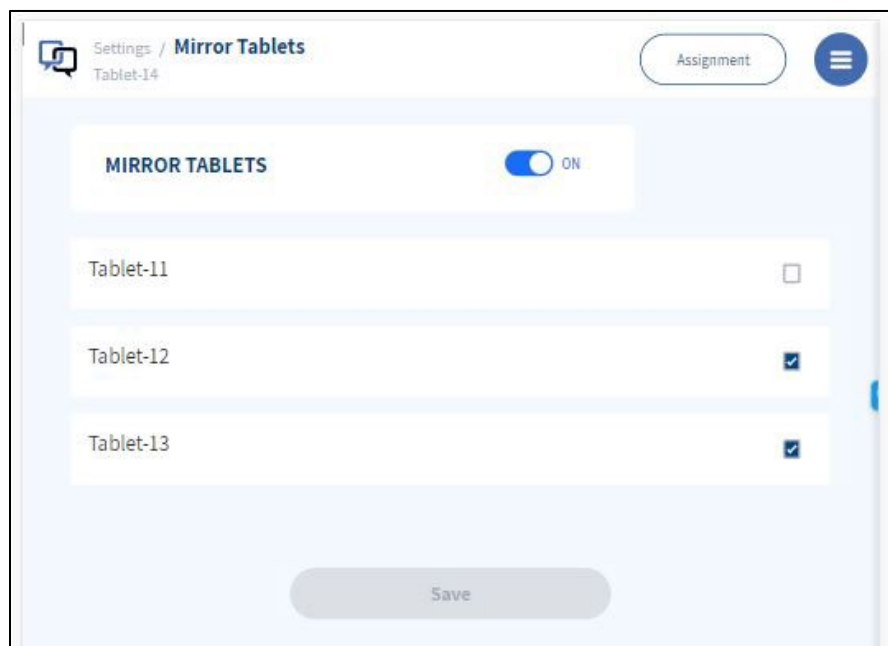 Settings / Mirror Tablets
Tablet-14
Assignment
MIRROR TABLETS
ON
Tablet-11
Tablet-12
Tablet-13
Save